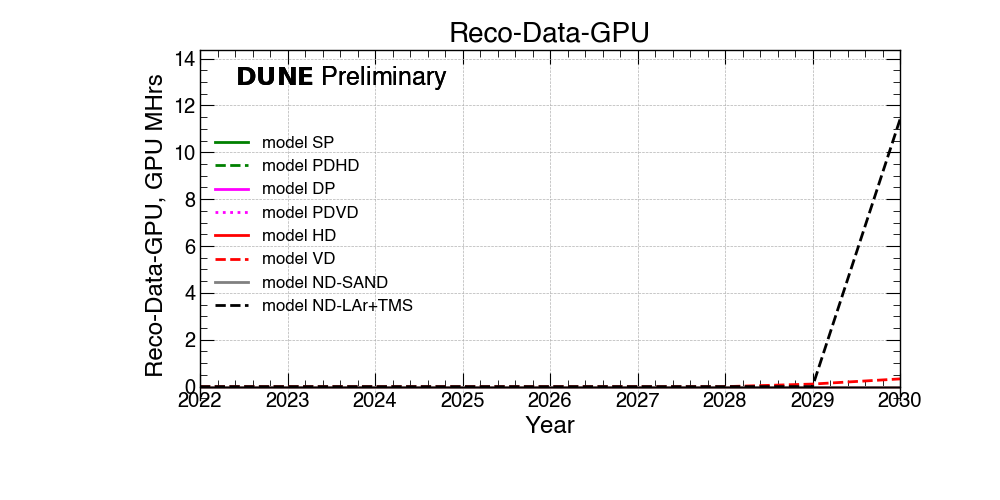 Reco-Data-GPU
DUNE Preliminary
Reco-Data-GPU, GPU MHrs
14
12
10
8
6
4
2
0
model SP
model PDHD
model DP
model PDVD
model HD
model VD
model ND-SAND
model ND-LAr+TMS
2022 2023 2024 2025 2026 2027 2028 2029 2030
Year